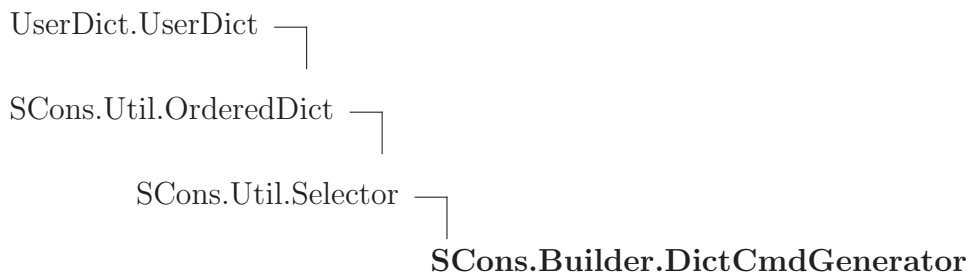 UserDict.UserDict
SCons.Util.OrderedDict
SCons.Util.Selector
SCons.Builder.DictCmdGenerator